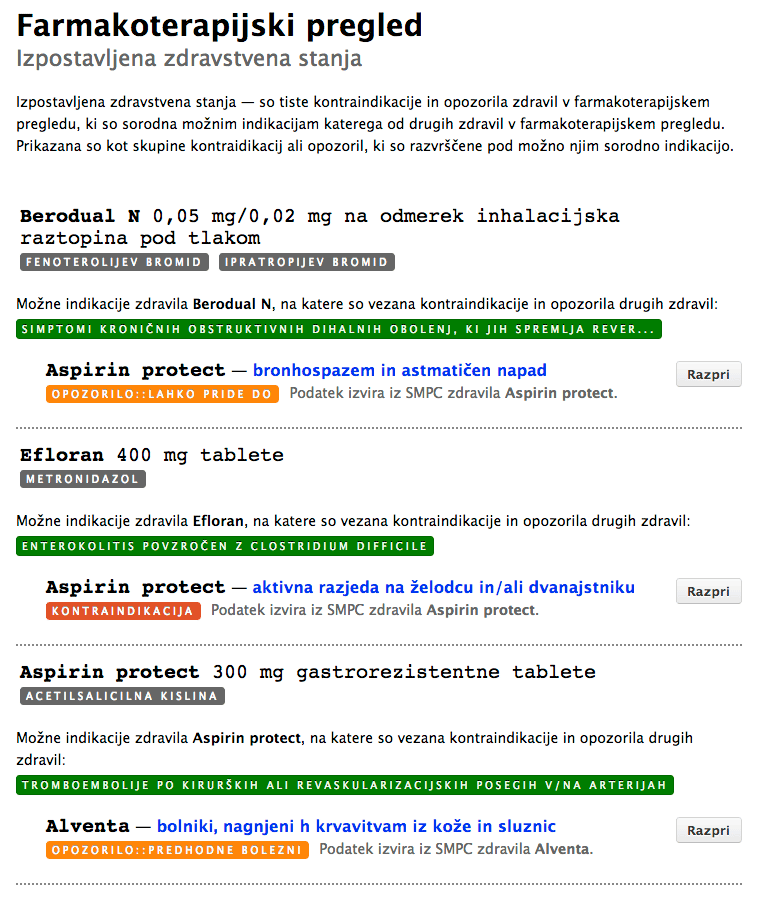 Farmakoterapijski pregled
Izpostavljena zdravstvena stanja
Izpostavljena zdravstvena stanja — so tiste kontraindikacije in opozorila zdravil v farmakoterapijskem
pregledu, ki so sorodna možnim indikacijam katerega od drugih zdravil v farmakoterapijskem pregledu.
Prikazana so kot skupine kontraidikacij ali opozoril, ki so razvrščene pod možno njim sorodno indikacijo.
Berodual N 0,05 mg/0,02 mg na odmerek inhalacijska
raztopina pod tlakom
FENOTEROLIJEV BROMID IPRATROPIJEV BROMID
Možne indikacije zdravila Berodual N, na katere so vezana kontraindikacije in opozorila drugih zdravil:
SIMPTOMI KRONIČNIH OBSTRUKTIVNIH DIHALNIH OBOLENJ, KI JIH SPREMLJA REVER...
Aspirin protect — bronhospazem in astmatičen napad
Razpri
OPOZORILO::LAHKO PRIDE DO Podatek izvira iz SMPC zdravila Aspirin protect.
Efloran 400 mg tablete
METRONIDAZOL
Možne indikacije zdravila Efloran, na katere so vezana kontraindikacije in opozorila drugih zdravil:
ENTEROKOLITIS POVZROČEN Z CLOSTRIDIUM DIFFICILE
Aspirin protect — aktivna razjeda na želodcu in/ali dvanajstniku
Razpri
KONTRAINDIKACIJA Podatek izvira iz SMPC zdravila Aspirin protect.
Aspirin protect 300 mg gastrorezistentne tablete
ACETILSALICILNA KISLINA
Možne indikacije zdravila Aspirin protect, na katere so vezana kontraindikacije in opozorila drugih
zdravil:
TROMBOEMBOLIJE PO KIRURŠKIH ALI REVASKULARIZACIJSKIH POSEGIH V/NA ARTERIJAH
Alventa — bolniki, nagnjeni h krvavitvam iz kože in sluznic
Razpri
OPOZORILO::PREDHODNE BOLEZNI Podatek izvira iz SMPC zdravila Alventa.